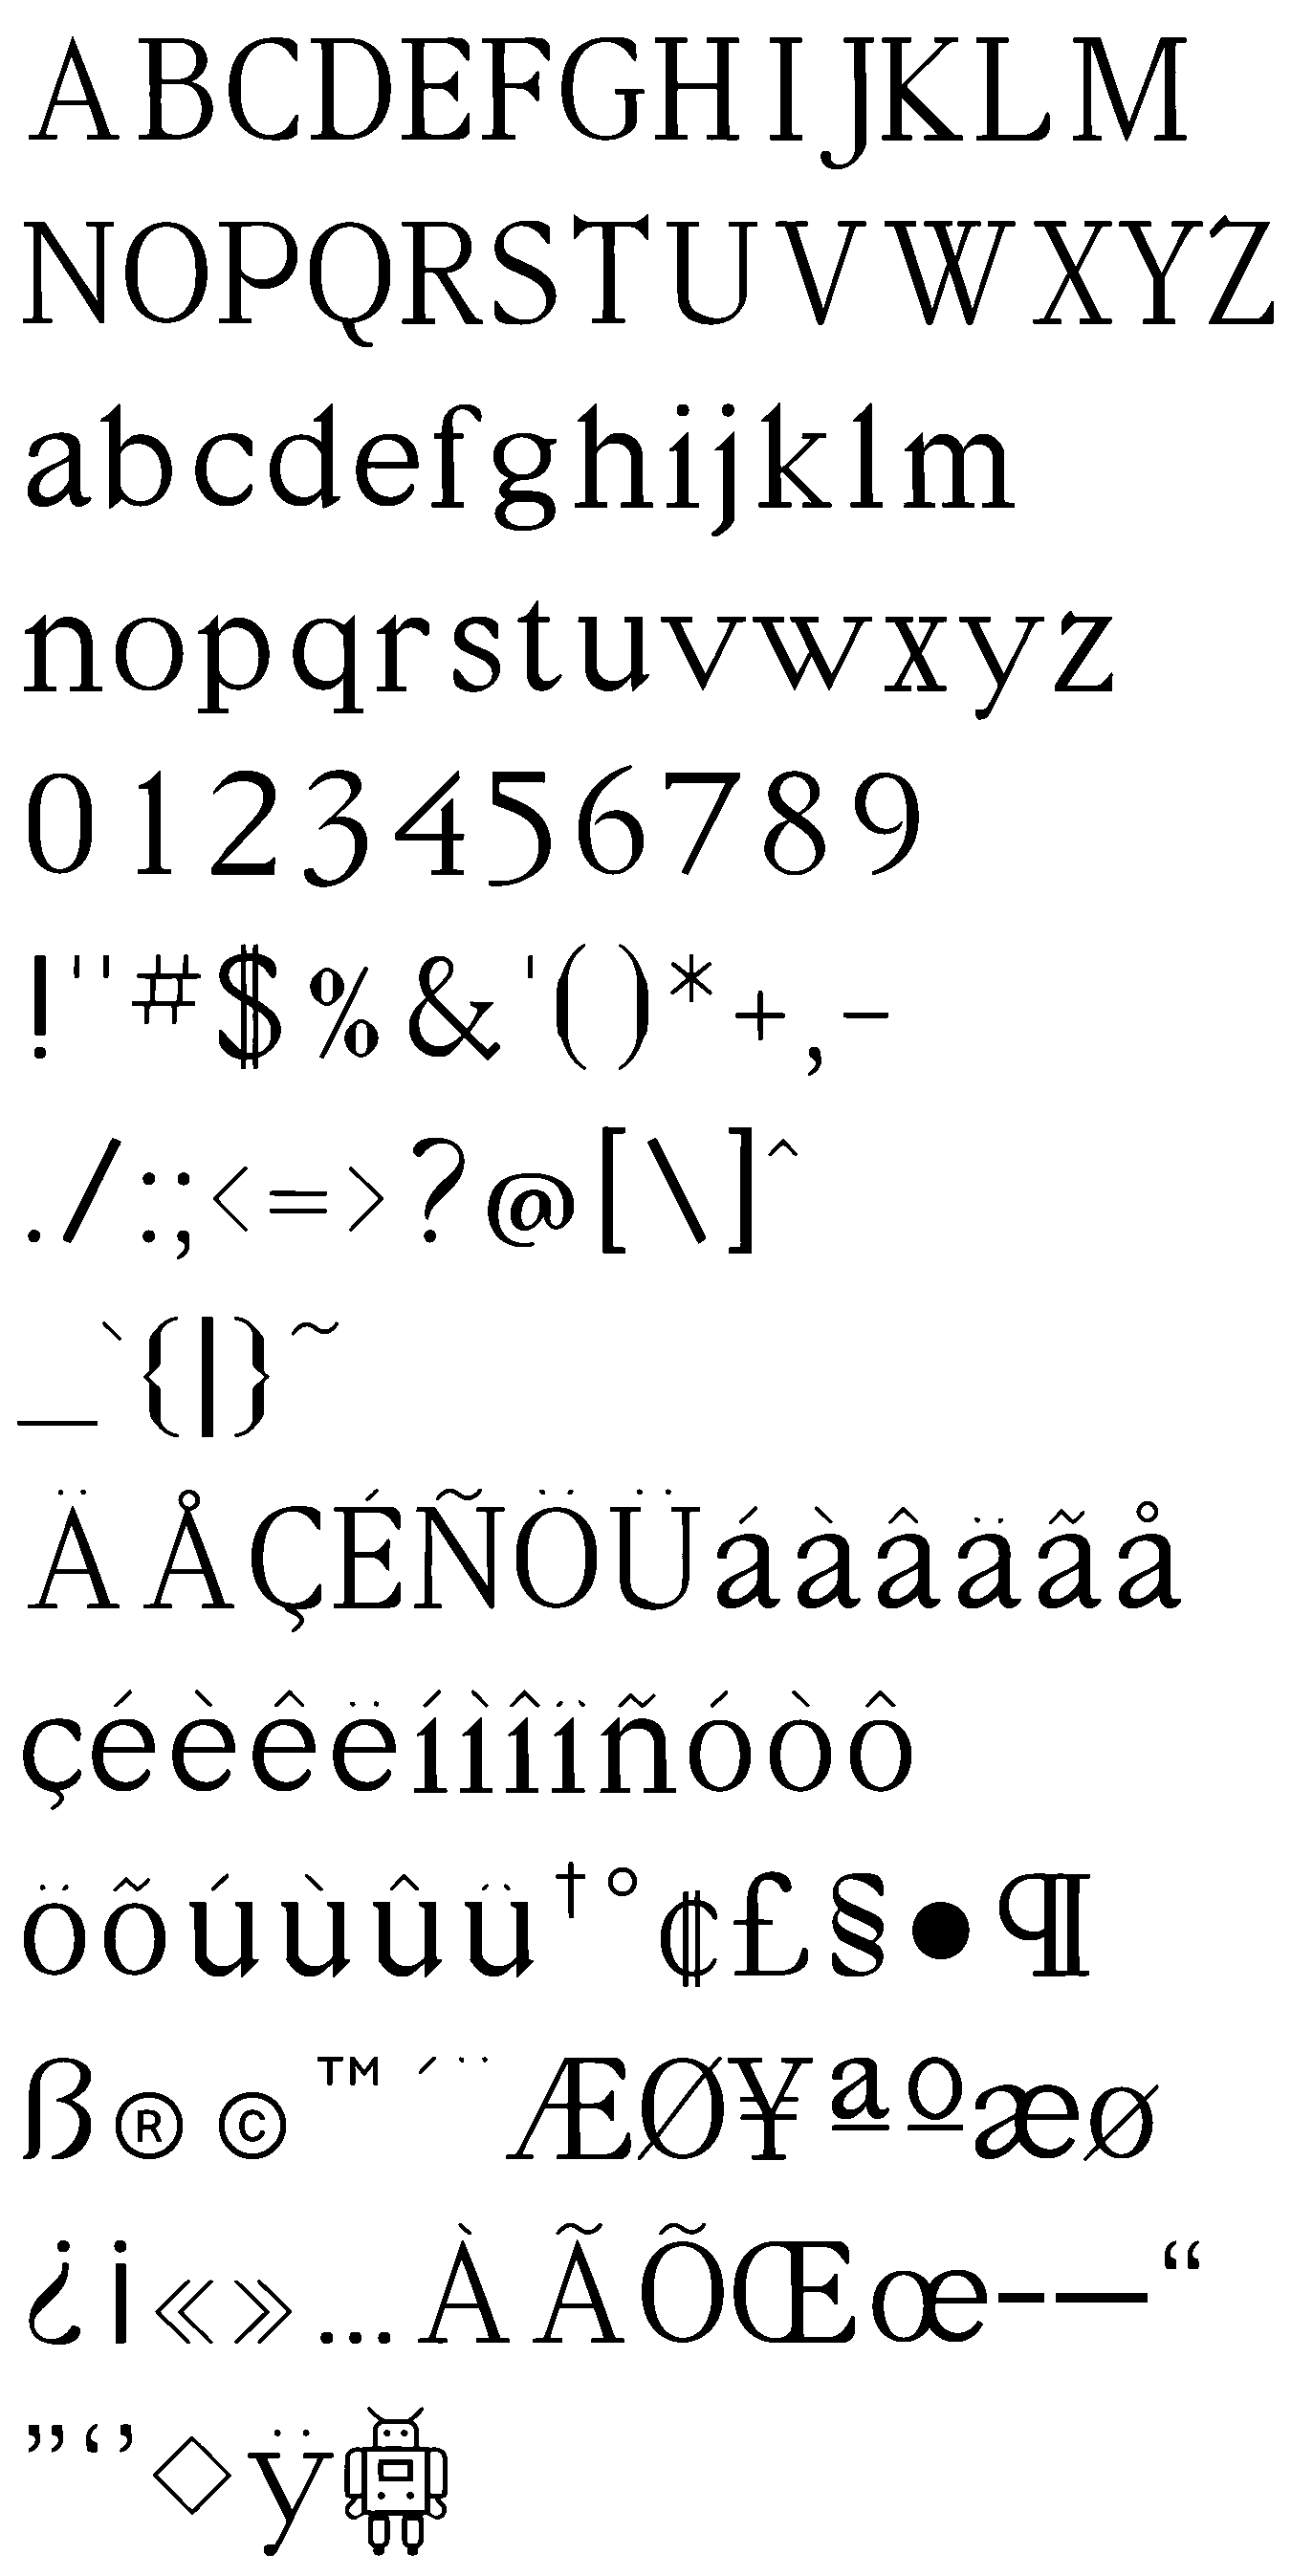 ABCDEFGHIJKLM
NOPQRSTUVWXYZ
abcdefghijklm
nopqrstuvwxyz
0123456789
!"#$%&'()*+,-
./:;<=>?@[\]^
_`{|}~
ÄÅÇÉÑÖÜáàâäãå
çéèêëíìîïñóòô
öõúùûü†°¢£§•¶
ß®©™´¨ÆØ¥ªºæø
¿¡«»…ÀÃÕŒœ–—“
”‘’◊ÿ